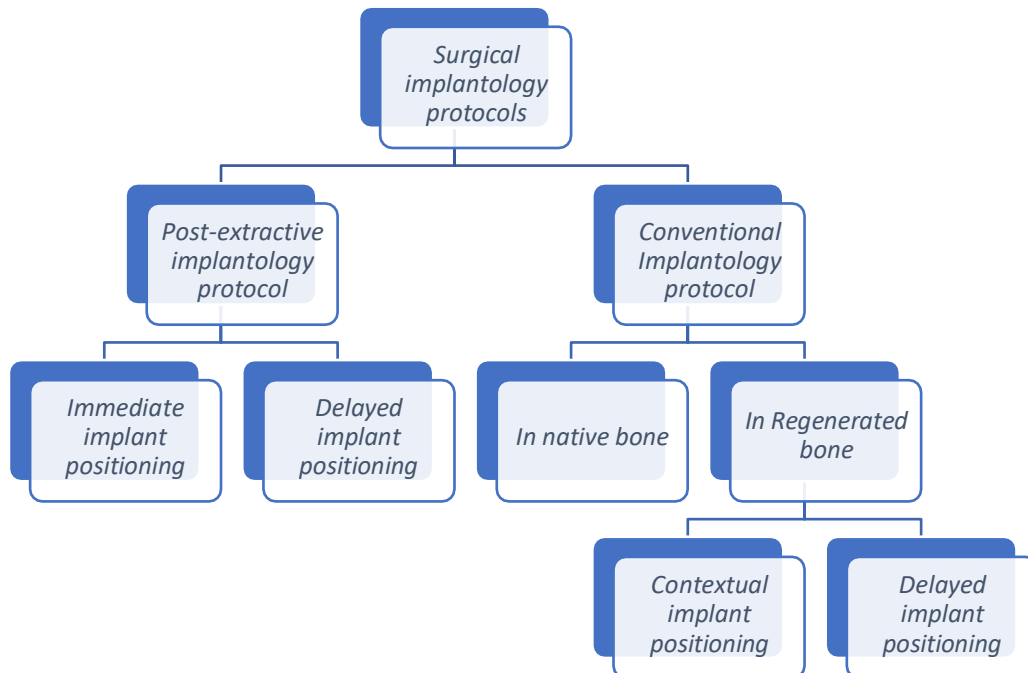 Surgical
implantology
protocols
Post-extractive
implantology
protocol
Conventional
Implantology
protocol
Immediate
implant
positioning
Delayed
implant
positioning
In native bone
In Regenerated
bone
Contextual
implant
positioning
Delayed
implant
positioning